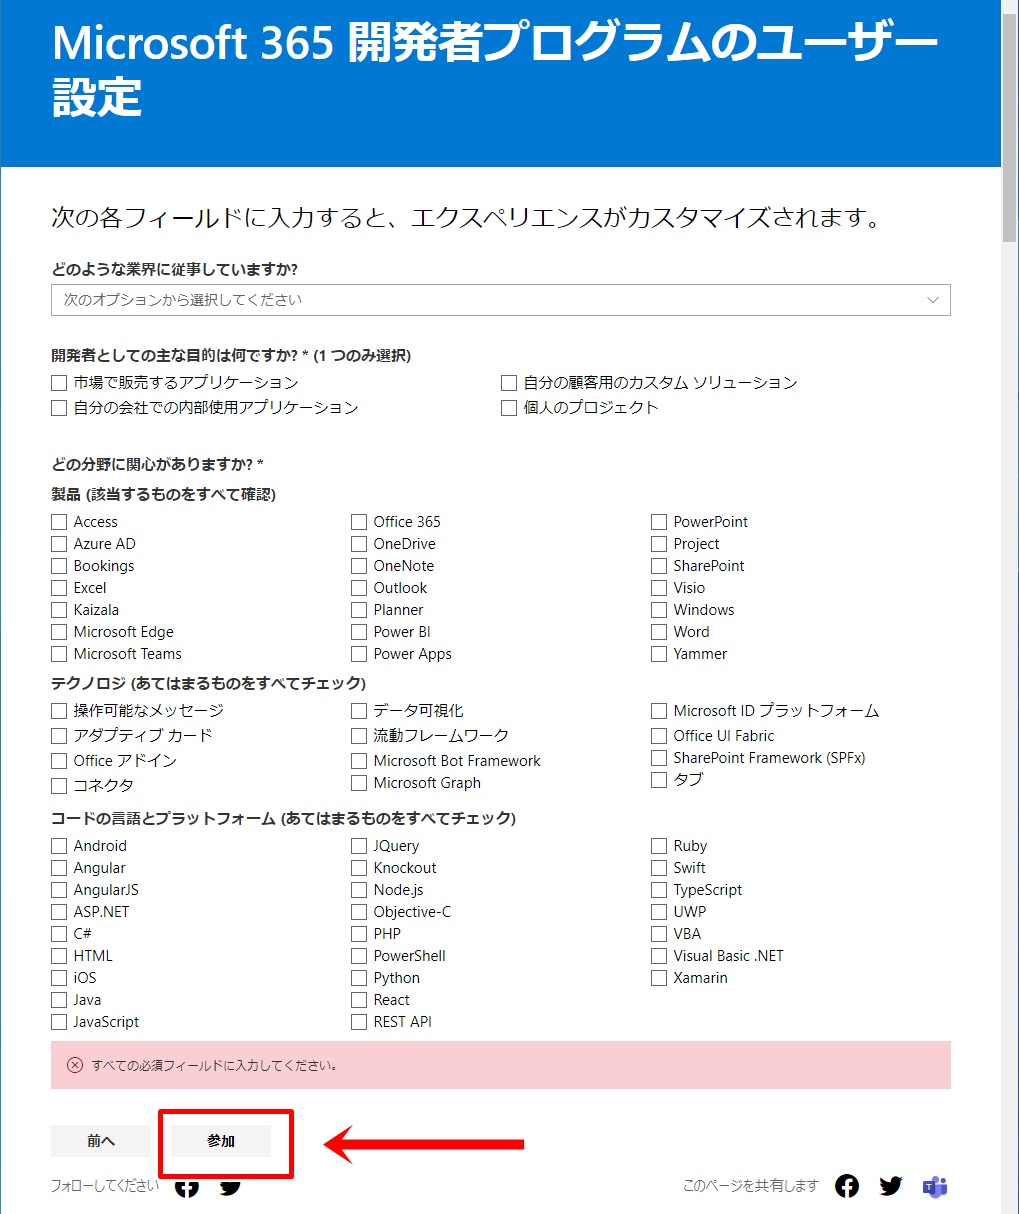 Microsoft 365 開発者プログラムのユーザー
設定
次の各フィールドに入力すると、エクスペリエンスがカスタマイズされます。
どのような業界に従事していますか?
次のオプションから選択してください
開発者としての主な目的は何ですか? * (1 つのみ選択)
市場で販売するアプリケーション
自分の顧客用のカスタム ソリューション
自分の会社での内部使用アプリケーション
個人のプロジェクト
どの分野に関心がありますか? *
製品 (該当するものをすべて確認)
Access
Azure AD
Bookings
Excel
Kaizala
Microsoft Edge
Microsoft Teams
Office 365
OneDrive
OneNote
Outlook
Planner
Power BI
Power Apps
PowerPoint
Project
SharePoint
Visio
Windows
Word
Yammer
テクノロジ (あてはまるものをすべてチェック)
操作可能なメッセージ
アダプティブ カード
Office アドイン
コネクタ
データ可視化
流動フレームワーク
Microsoft Bot Framework
Microsoft Graph
Microsoft ID プラットフォーム
Office UI Fabric
SharePoint Framework (SPFx)
タブ
コードの言語とプラットフォーム (あてはまるものをすべてチェック)
Android
Angular
AngularJS
ASP.NET
C#
HTML
iOS
Java
JavaScript
JQuery
Knockout
Node.js
Objective-C
PHP
PowerShell
Python
React
REST API
Ruby
Swift
TypeScript
UWP
VBA
Visual Basic .NET
Xamarin
すべての必須フィールドに入力してください。
前へ
参加
フォローしてください
このページを共有します